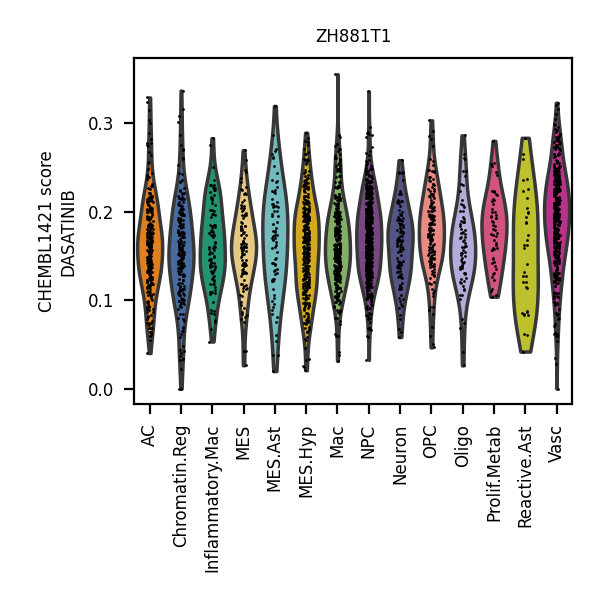 ZH881T1
CHEMBL1421 score
DASATINIB
0.3
0.2
0.1
0.0
AC
Chromatin.Reg
Inflammatory.Mac
MES
MES.Ast
MES.Hyp
Mac
NPC
Neuron
OPC
Oligo
Prolif.Metab
Reactive.Ast
Vasc